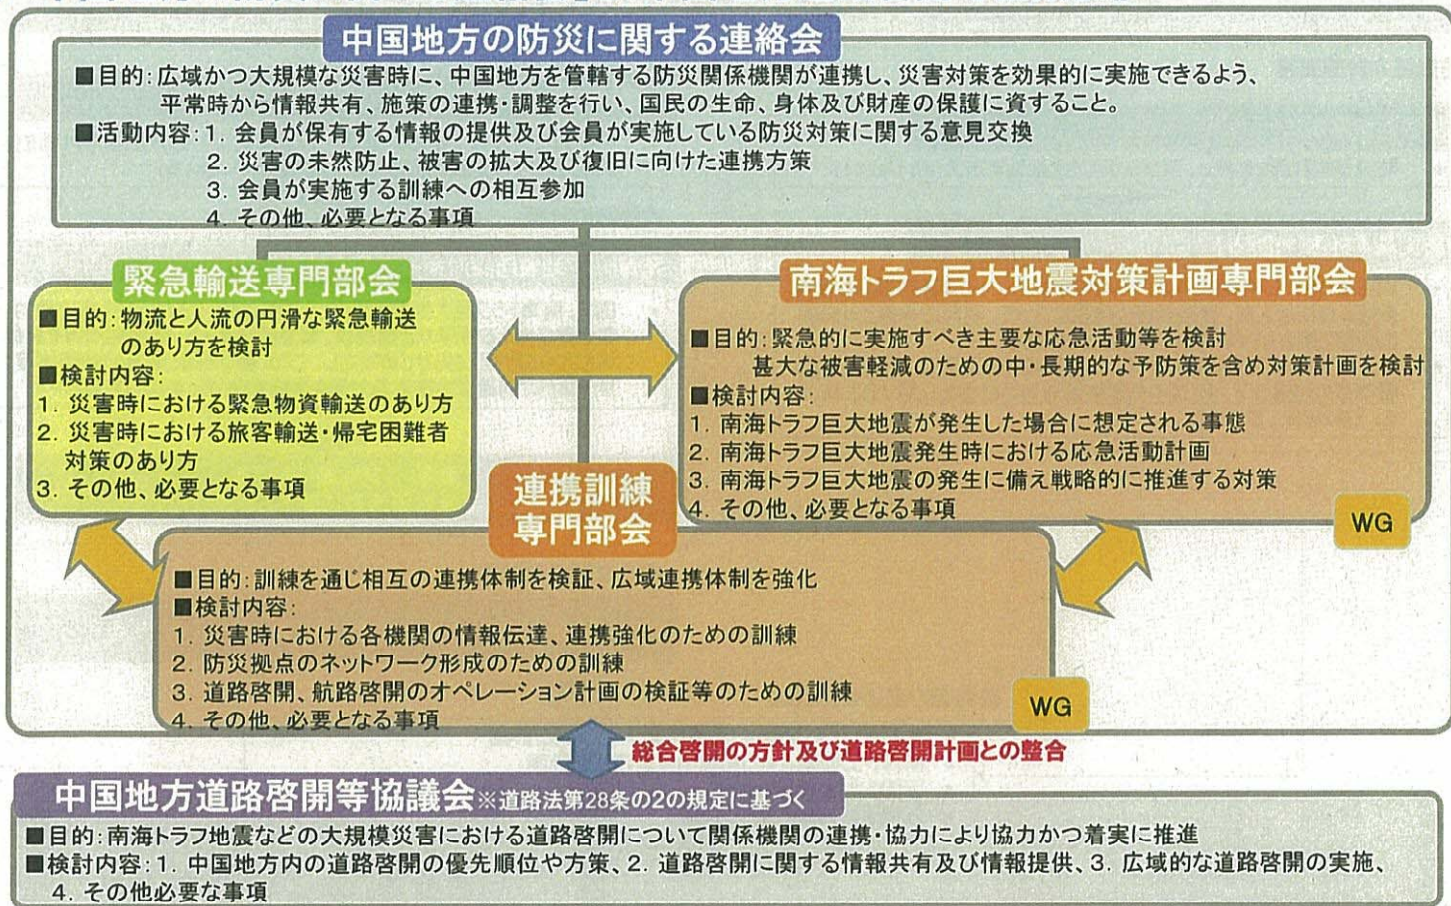 中国地方の防災に関する連絡会
■目的:広域かつ大規模な災害時に、中国地方を管轄する防災関係機関が連携し、災害対策を効果的に実施できるよう、
平常時から情報共有、施策の連携・調整を行い、国民の生命、身体及び財産の保護に資すること。
■活動内容:1. 会員が保有する情報の提供及び会員が実施している防災対策に関する意見交換
2. 災害の未然防止、被害の拡大及び復旧に向けた連携方策
3. 会員が実施する訓練への相互参加
4. その他、必要となる事項
緊急輸送専門部会
■目的:物流と人流の円滑な緊急輸送
のあり方を検討
■検討内容:
1. 災害時における緊急物資輸送のあり方
2. 災害時における旅客輸送・帰宅困難者
対策のあり方
3. その他、必要となる事項
南海トラフ巨大地震対策計画専門部会
■目的:緊急的に実施すべき主要な応急活動等を検討
甚大な被害軽減のための中・長期的な予防策を含め対策計画を検討
■検討内容:
1. 南海トラフ巨大地震が発生した場合に想定される事態
2. 南海トラフ巨大地震発生時における応急活動計画
3. 南海トラフ巨大地震の発生に備え戦略的に推進する対策
4. その他、必要となる事項
WG
連携訓練
専門部会
■目的:訓練を通じ相互の連携体制を検証、広域連携体制を強化
■検討内容:
1. 災害時における各機関の情報伝達、連携強化のための訓練
2. 防災拠点のネットワーク形成のための訓練
3. 道路啓開、航路啓開のオペレーション計画の検証等のための訓練
4. その他、必要となる事項
WG
総合啓開の方針及び道路啓開計画との整合
中国地方道路啓開等協議会※道路法第28条の2の規定に基づく
■目的:南海トラフ地震などの大規模災害における道路啓開について関係機関の連携・協力により協力かつ着実に推進
■検討内容:1. 中国地方内の道路啓開の優先順位や方策、2. 道路啓開に関する情報共有及び情報提供、3. 広域的な道路啓開の実施、
4. その他必要な事項